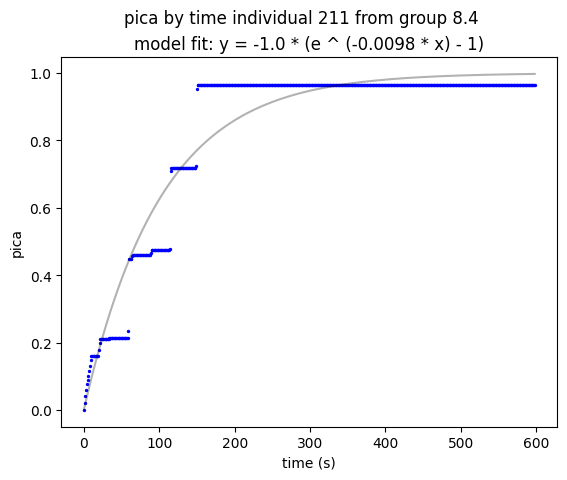 pica by time individual 211 from group 8.4
model fit: y = -1.0 * (e ^ (-0.0098 * x) - 1)
1.0
0.8
0.6
0.4
0.2
0.0
pica
0 100 200 300 400 500 600
time (s)